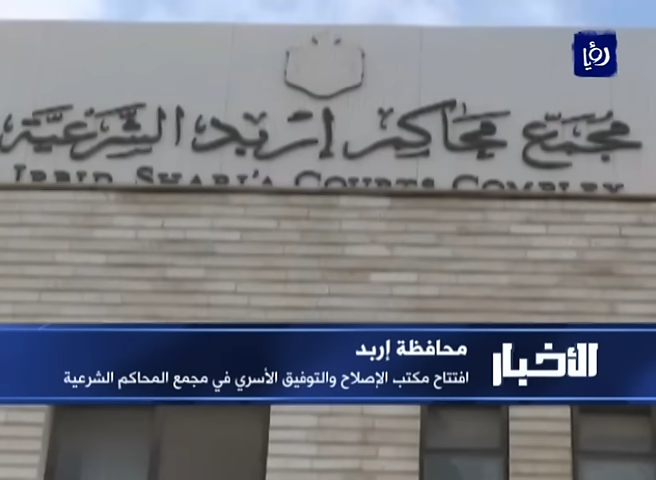 رؤيا
مجمع محاكم إربد الشرعية
IRBID SHARI'A COURTS COMPLEX
الأخبار
محافظة إربد
افتتاح مكتب الإصلاح والتوفيق الأسري في مجمع المحاكم الشرعية